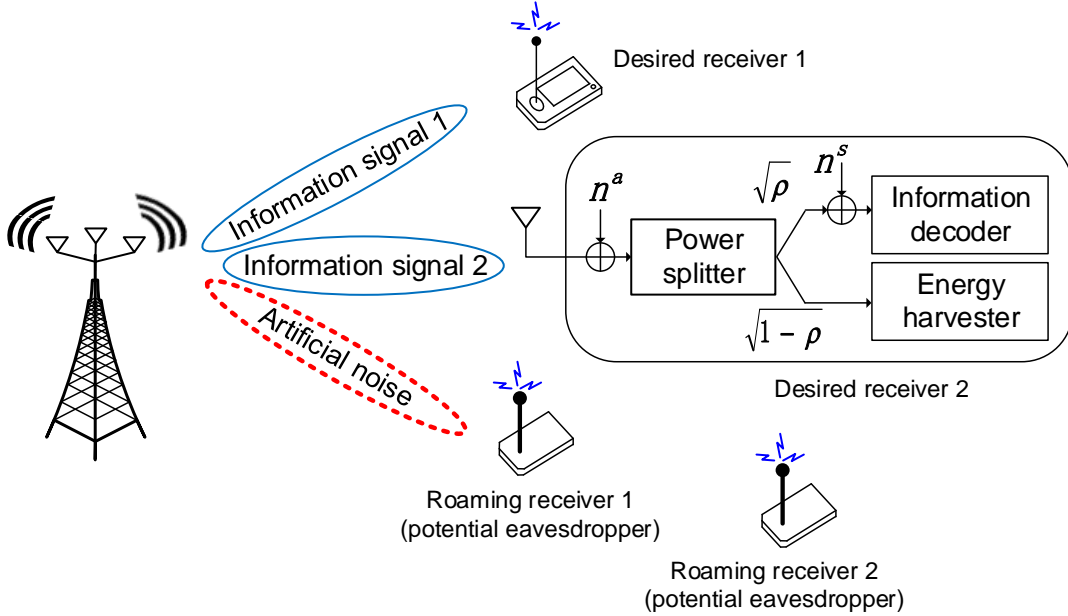 Desired receiver 1
Information signal 1
Information signal 2
Artificial noise
n^a
Power
splitter
√ρ
n^s
Information
decoder
√1 − ρ
Energy
harvester
Desired receiver 2
Roaming receiver 1
(potential eavesdropper)
Roaming receiver 2
(potential eavesdropper)